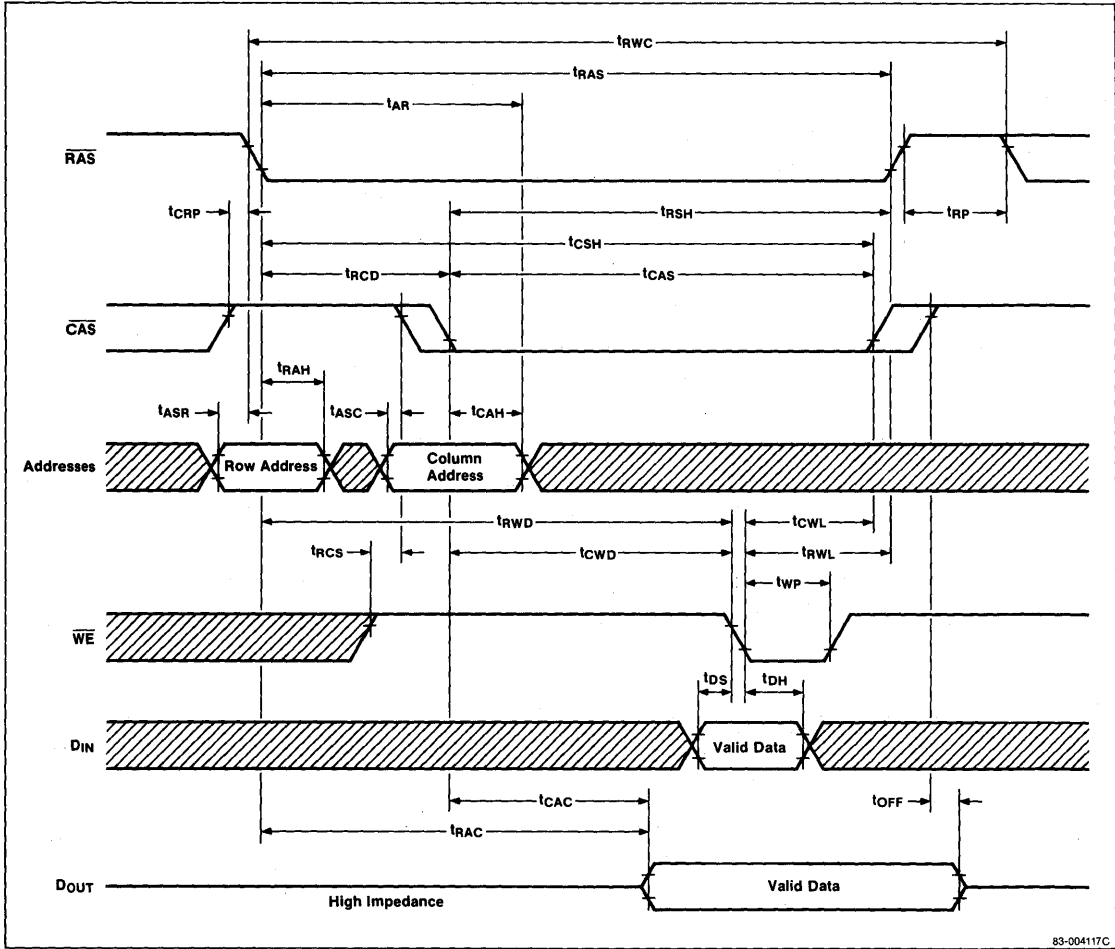 tRWC
tRAS
tAR
RAS
tCRP
tRSH
tRP
tCSH
tRCD
tCAS
CAS
tRAH
tASR
tASC
tCAH
Addresses
Row Address
Column
Address
tRWD
tCWL
tRCS
tCWD
tRWL
tWP
WE
tDS
tDH
DIN
Valid Data
tCAC
tOFF
tRAC
DOUT
Valid Data
High Impedance
83-004117C